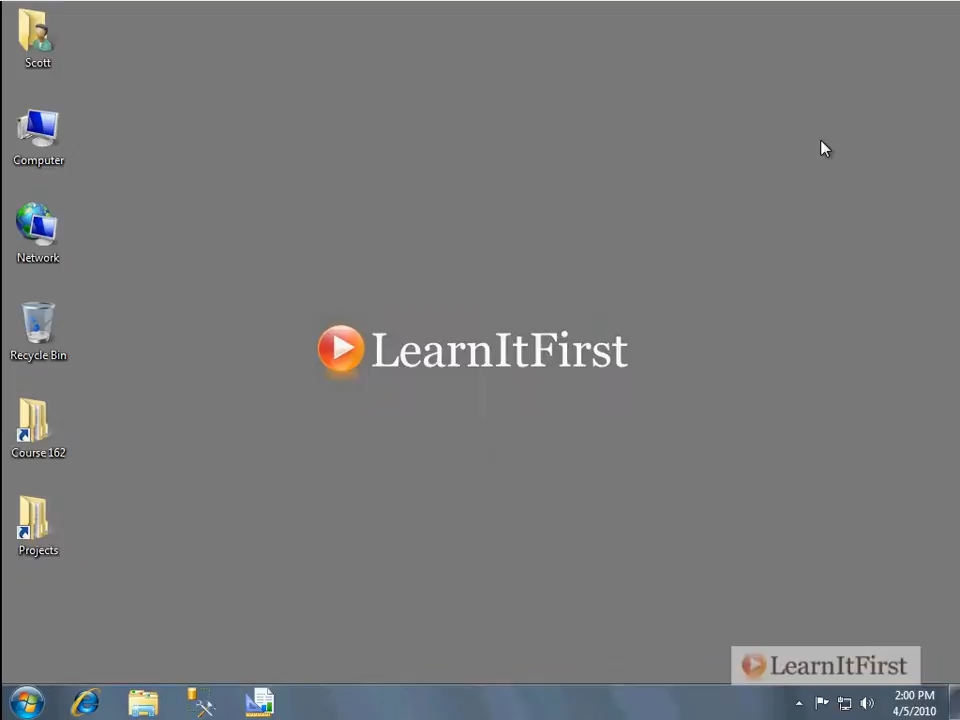 Scott
Computer
Network
Recycle Bin
Course 162
Projects
LearnItFirst
LearnItFirst
2:00 PM
4/5/2010